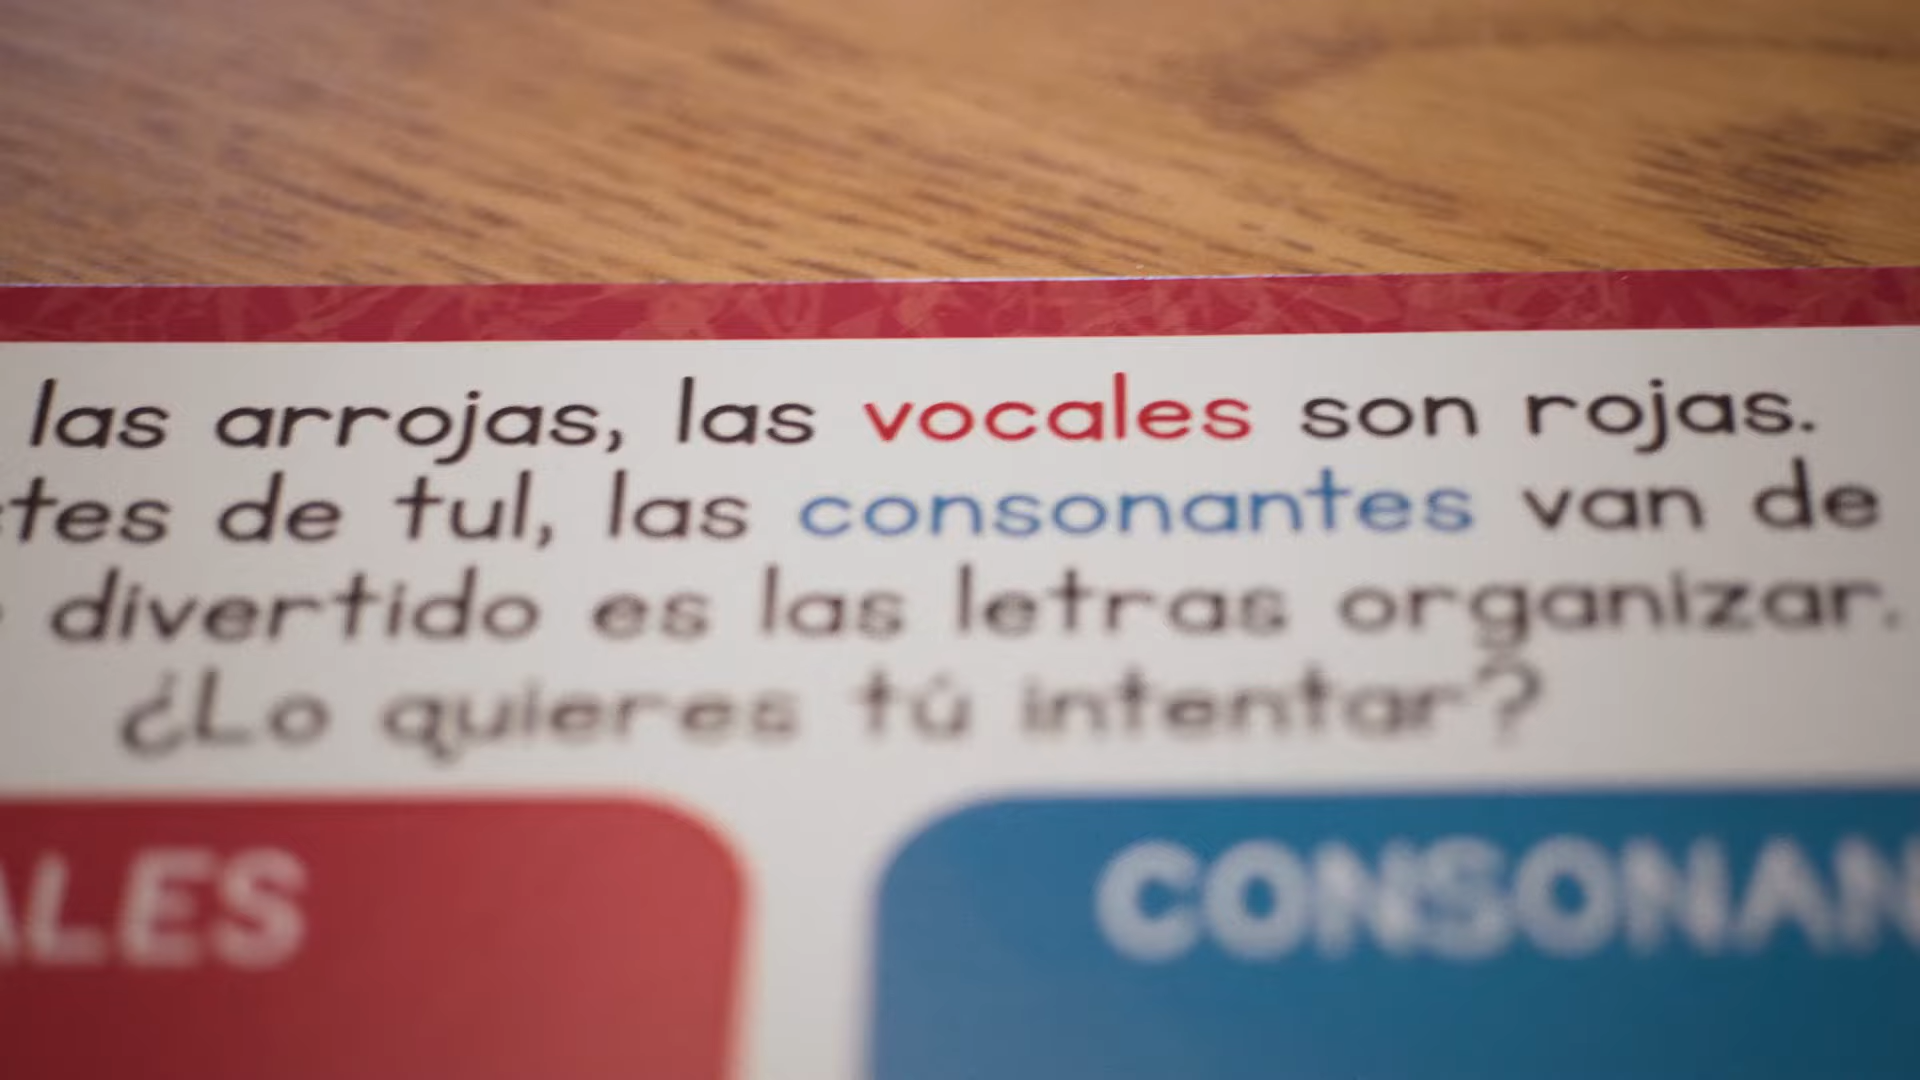 las arrojas, las vocales son rojas.
tes de tul, las consonantes van de
divertido es las letras organizar.
¿Lo quieres tú intentar?
ALES
CONSONAN